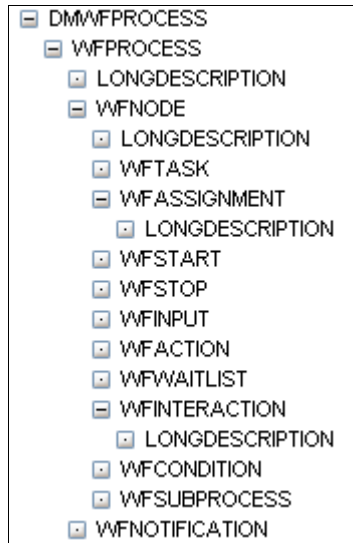 DMWFPROCESS
WFPROCESS
LONGDESCRIPTION
WFNODE
LONGDESCRIPTION
WFTASK
WFASSIGNMENT
LONGDESCRIPTION
WFSTART
WFSTOP
WFINPUT
WFACTION
WFWAITLIST
WFINTERACTION
LONGDESCRIPTION
WFCONDITION
WFSUBPROCESS
WFNOTIFICATION